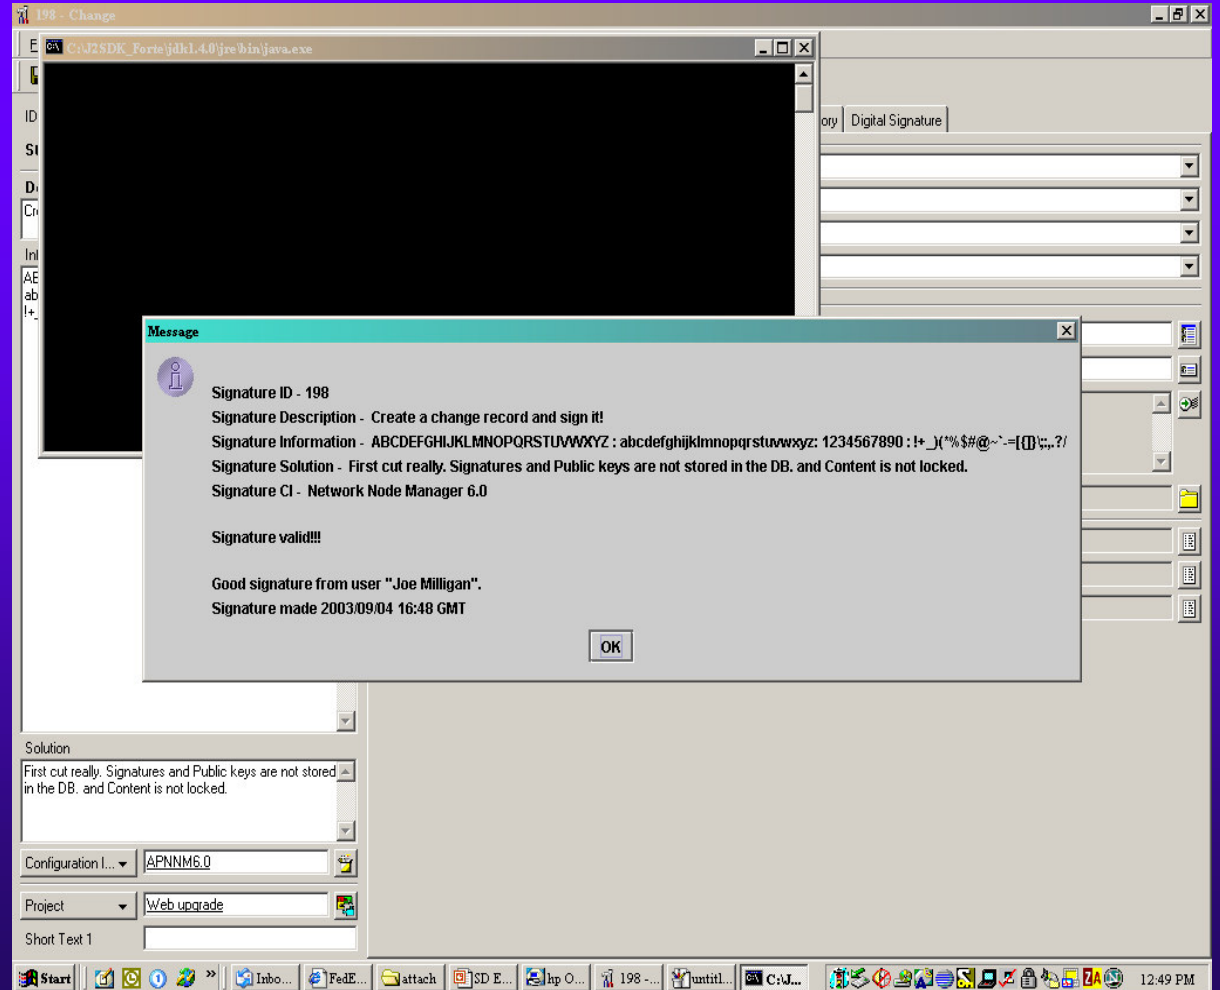 198 - Change
C:\J2SDK_Forte\jdk1.4.0\jre\bin\java.exe
ID
ory
Digital Signature
Message
Signature ID - 198
Signature Description - Create a change record and sign it!
Signature Information - ABCDEFGHIJKLMNOPQRSTUVWXYZ : abcdefghijklmnopqrstuvwxyz: 1234567890 : !+_)(*%$#@~`-=[{]}\;:,.?/
Signature Solution - First cut really. Signatures and Public keys are not stored in the DB. and Content is not locked.
Signature CI - Network Node Manager 6.0
Signature valid!!!
Good signature from user "Joe Milligan".
Signature made 2003/09/04 16:48 GMT
OK
Solution
First cut really. Signatures and Public keys are not stored
in the DB. and Content is not locked.
Configuration I...
APNNM6.0
Project
Web upgrade
Short Text 1
Start
»
Inbo...
FedE...
attach
SD E...
hp O...
198 -...
untitl...
C:\J...
12:49 PM